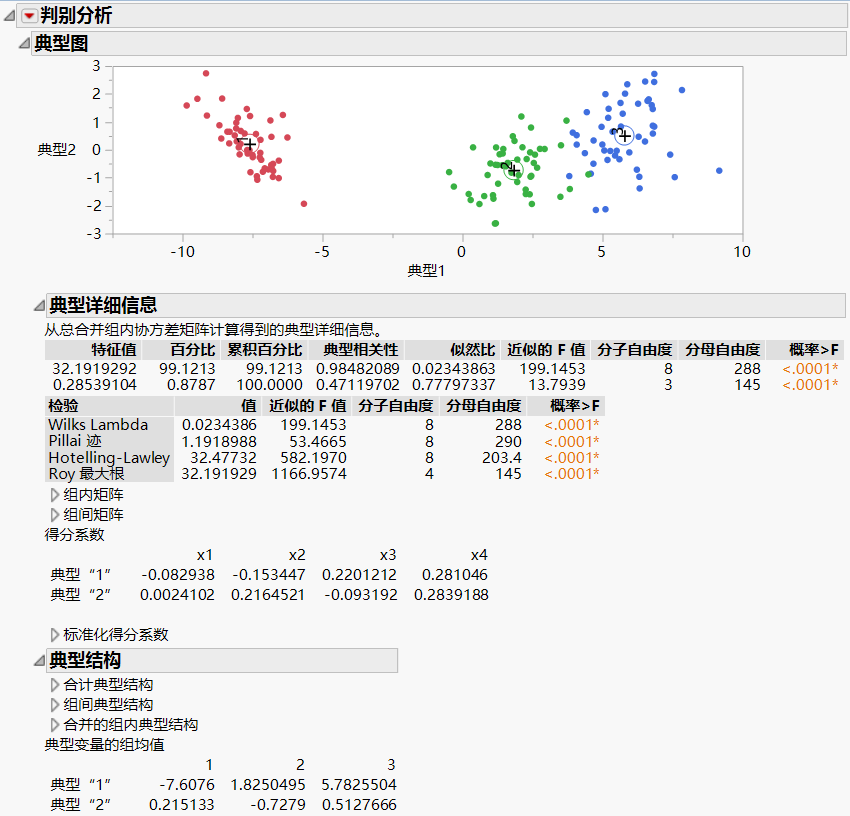 判别分析
典型图
3
2
1
典型2 0
-1
-2
-3
-10 -5 0 5 10
典型1
1 2 3
典型详细信息
从总合并组内协方差矩阵计算得到的典型详细信息。
特征值 百分比 累积百分比 典型相关性 似然比 近似的 F 值 分子自由度 分母自由度 概率>F
32.1919292 99.1213 99.1213 0.98482089 0.02343863 199.1453 8 288 <.0001*
0.28539104 0.8787 100.0000 0.47119702 0.77797337 13.7939 3 145 <.0001*
检验 值 近似的 F 值 分子自由度 分母自由度 概率>F
Wilks Lambda 0.0234386 199.1453 8 288 <.0001*
Pillai 迹 1.1918988 53.4665 8 290 <.0001*
Hotelling-Lawley 32.47732 582.1970 8 203.4 <.0001*
Roy 最大根 32.191929 1166.9574 4 145 <.0001*
组内矩阵
组间矩阵
得分系数
x1 x2 x3 x4
典型“1” -0.082938 -0.153447 0.2201212 0.281046
典型“2” 0.0024102 0.2164521 -0.093192 0.2839188
标准化得分系数
典型结构
合计典型结构
组间典型结构
合并的组内典型结构
典型变量的组均值
1 2 3
典型“1” -7.6076 1.8250495 5.7825504
典型“2” 0.215133 -0.7279 0.5127666